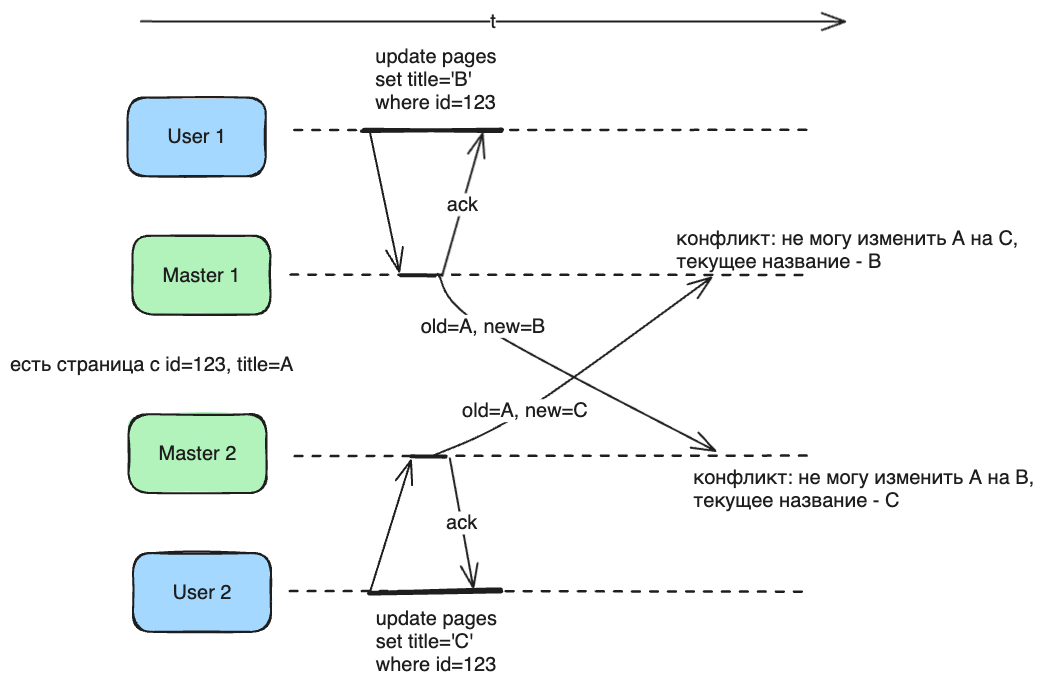 t
update pages
set title='B'
where id=123
User 1
ack
Master 1
конфликт: не могу изменить А на С,
текущее название - В
old=A, new=B
есть страница с id=123, title=A
old=A, new=C
Master 2
конфликт: не могу изменить А на В,
текущее название - С
ack
User 2
update pages
set title='C'
where id=123